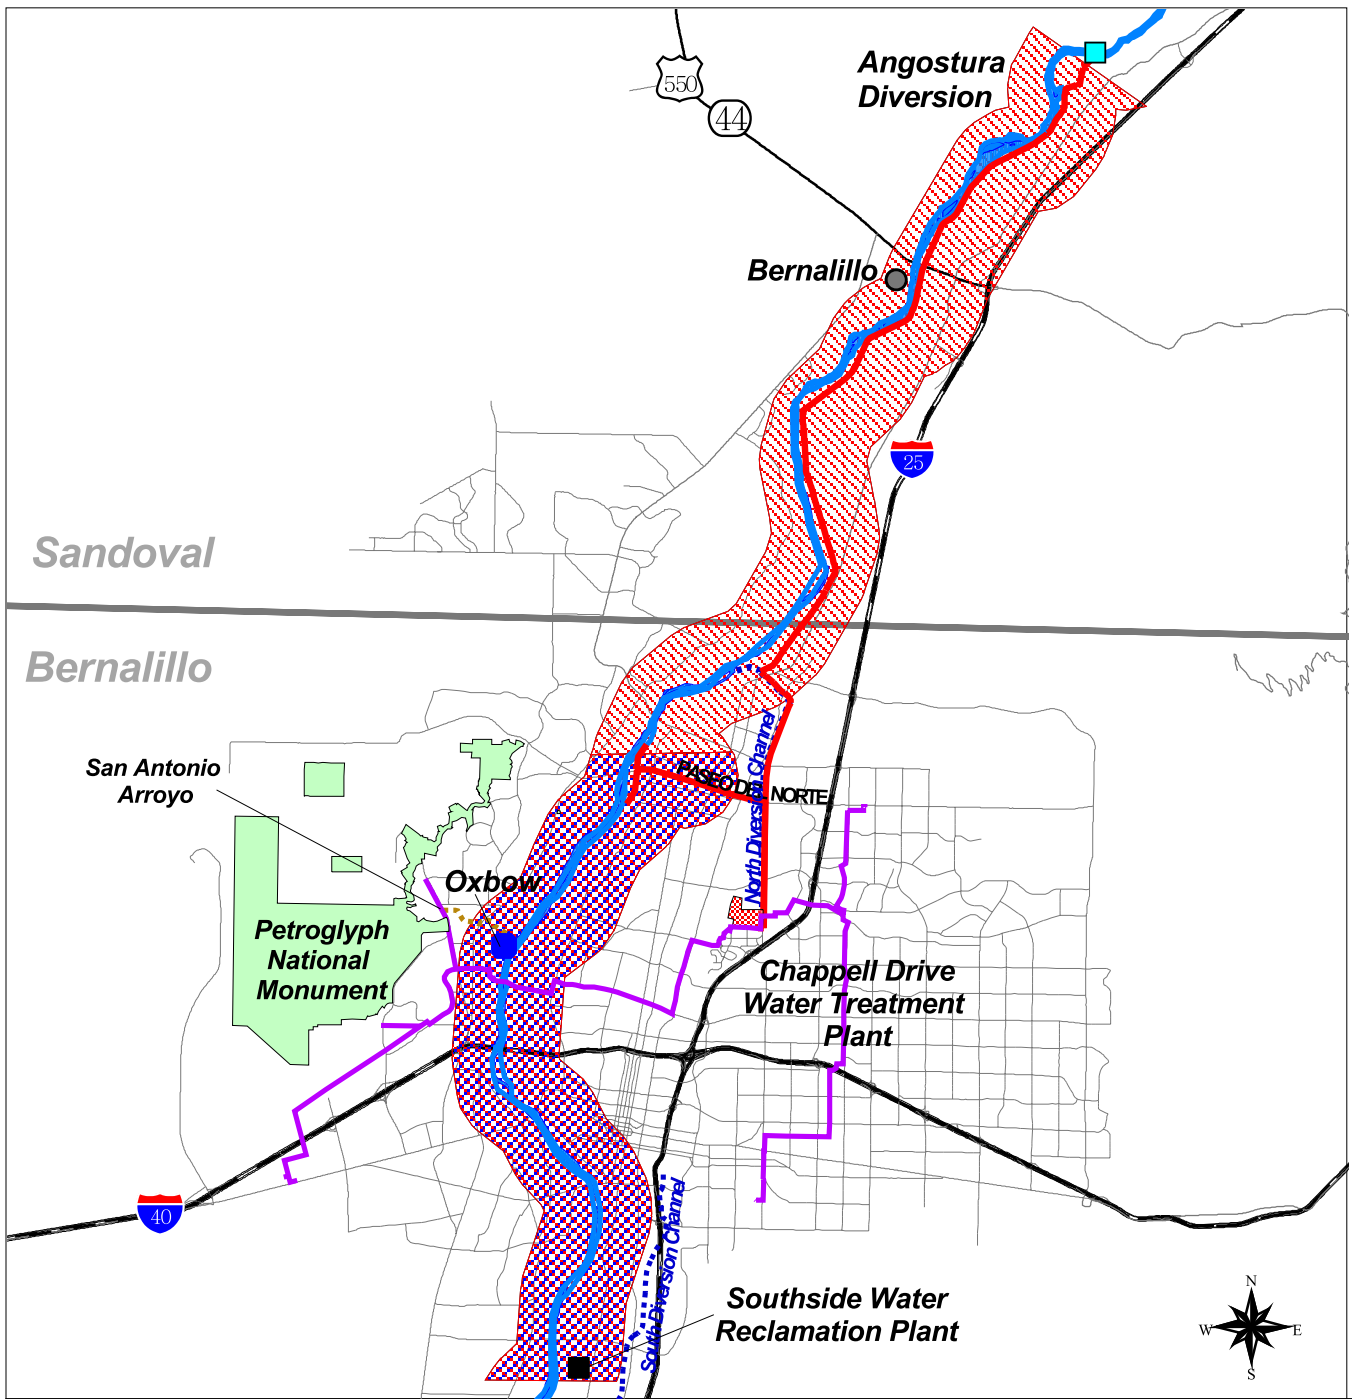 Angostura
Diversion
550
44
Bernalillo
25
Sandoval
Bernalillo
San Antonio
Arroyo
PASEO DEL NORTE
North Diversion Channel
Oxbow
Petroglyph
National
Monument
Chappell Drive
Water Treatment
Plant
40
South Diversion Channel
Southside Water
Reclamation Plant
N
W E
S